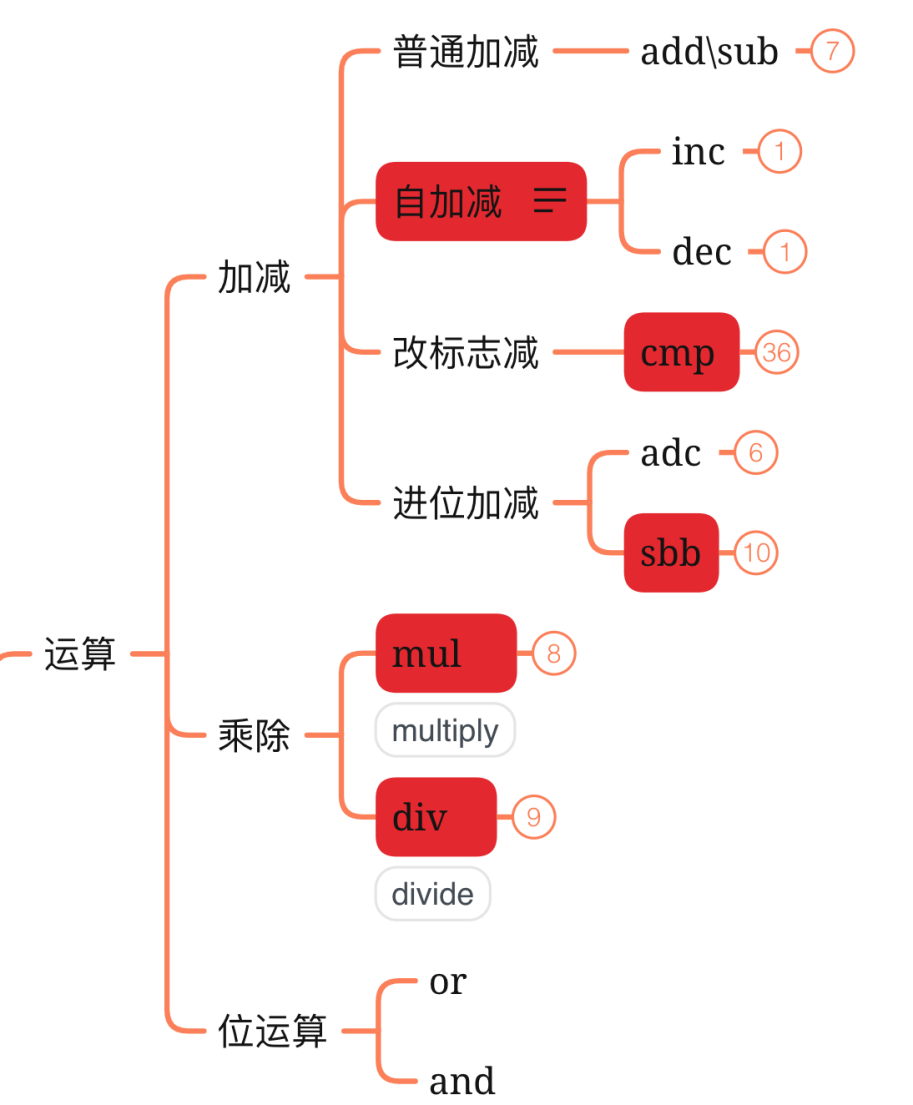 普通加减
add\sub
7
自加减
inc
1
dec
1
加减
改标志减
cmp
36
进位加减
adc
6
sbb
10
运算
乘除
mul
8
multiply
div
9
divide
位运算
or
and